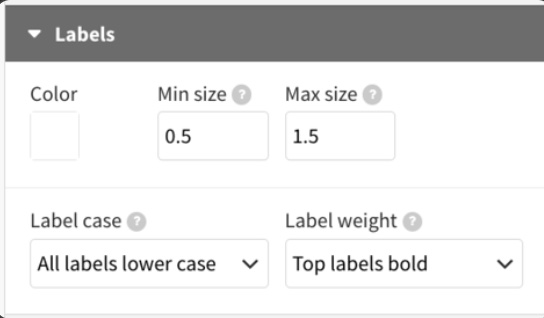 Labels
Color Min size ? Max size ?
0.5 1.5
Label case ? Label weight ?
All labels lower case Top labels bold